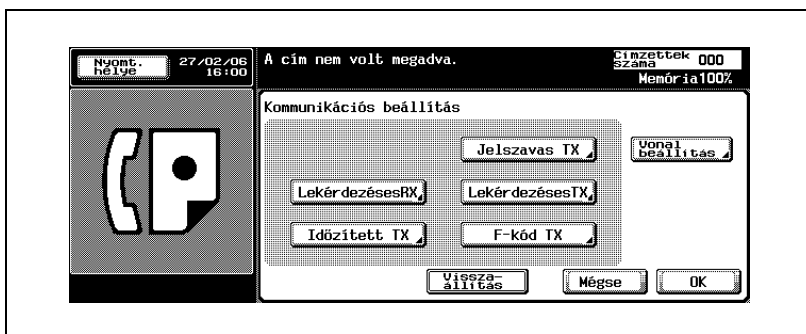 Nyomt. helye
27/02/06
16:00
A cím nem volt megadva.
Címzettek száma 000
Memória100%
Kommunikációs beállítás
Jelszavas TX
Vonal beállítás
LekérdezésesRX
LekérdezésesTX
Időzített TX
F-kód TX
Vissza-
állítás
Mégse
OK